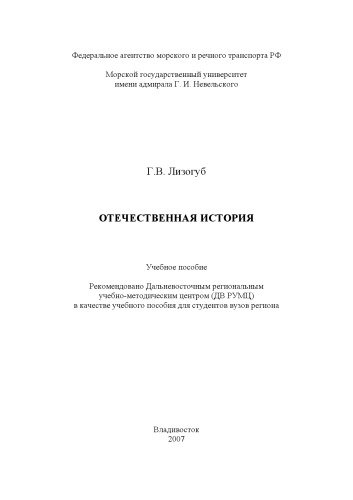 Федеральное агентство морского и речного транспорта РФ
Морской государственный университет
имени адмирала Г. И. Невельского
Г.В. Лизогуб
ОТЕЧЕСТВЕННАЯ ИСТОРИЯ
Учебное пособие
Рекомендовано Дальневосточным региональным
учебно-методическим центром (ДВ РУМЦ)
в качестве учебного пособия для студентов вузов региона
Владивосток
2007